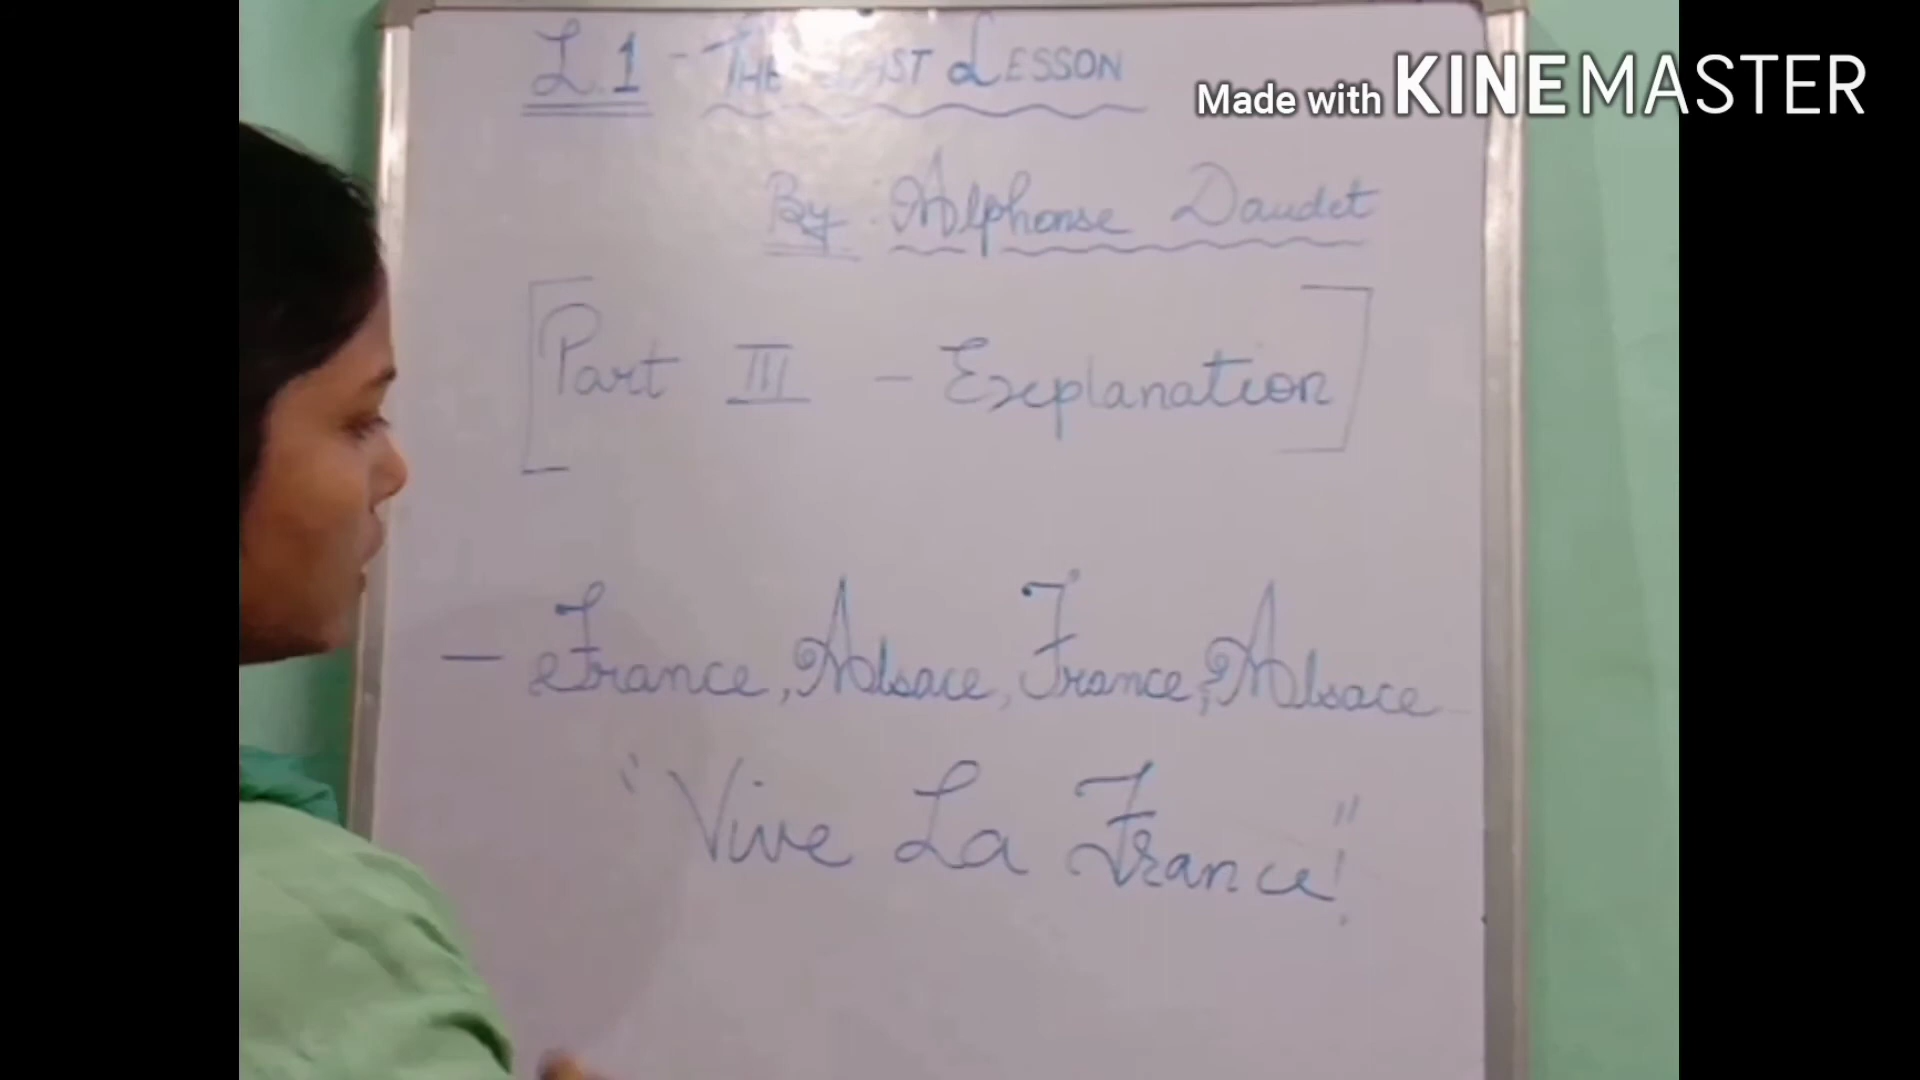 L.1 - THE LAST LESSON
Made with KINEMASTER
By : Alphonse Daudet
[Part III - Explanation]
- France, Alsace, France, Alsace
"Vive La France!"